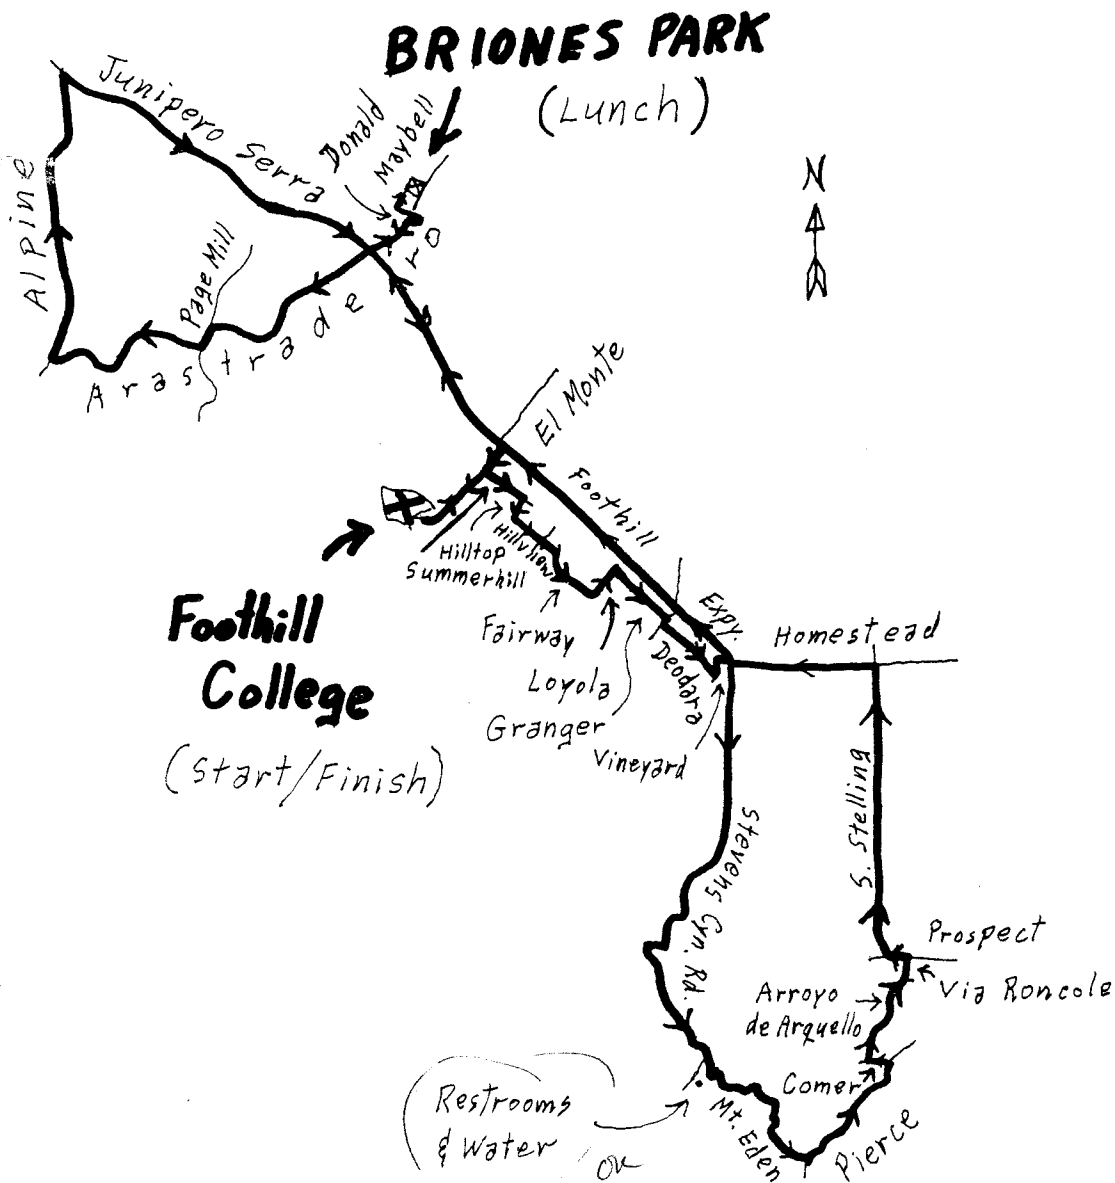 BRIONES PARK
(Lunch)
Junipero Serra
Donald
Maybell
N
Alpine
Page Mill
Arastradero
El Monte
Foothill
Expy.
Hilltop
Hillview
Summerhill
Fairway
Loyola
Granger
Deodara
Vineyard
Homestead
Foothill
College
(Start/Finish)
Stevens Cyn. Rd.
S. Stelling
Prospect
Via Roncole
Arroyo
de Arquello
Comer
Pierce
Mt. Eden
Restrooms
& Water
OK